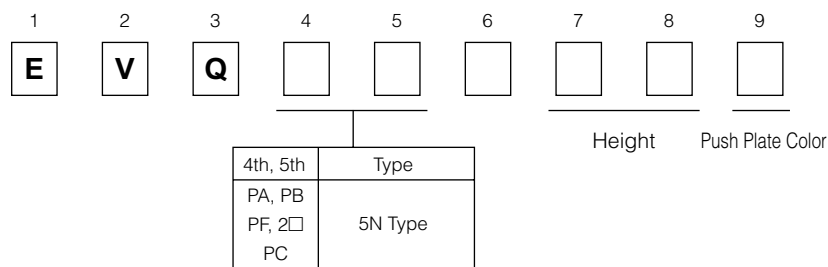 1 2 3 4 5 6 7 8 9
E V Q
Height Push Plate Color
4th, 5th Type
PA, PB
PF, 2□ 5N Type
PC